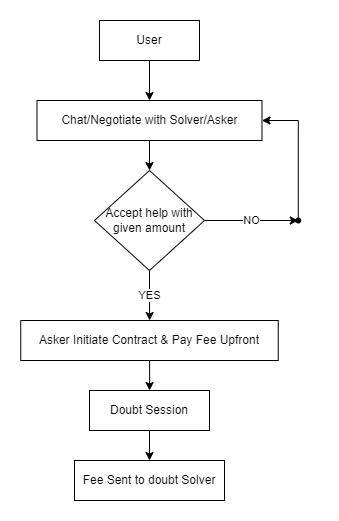 User
Chat/Negotiate with Solver/Asker
Accept help with
given amount
NO
YES
Asker Initiate Contract & Pay Fee Upfront
Doubt Session
Fee Sent to doubt Solver